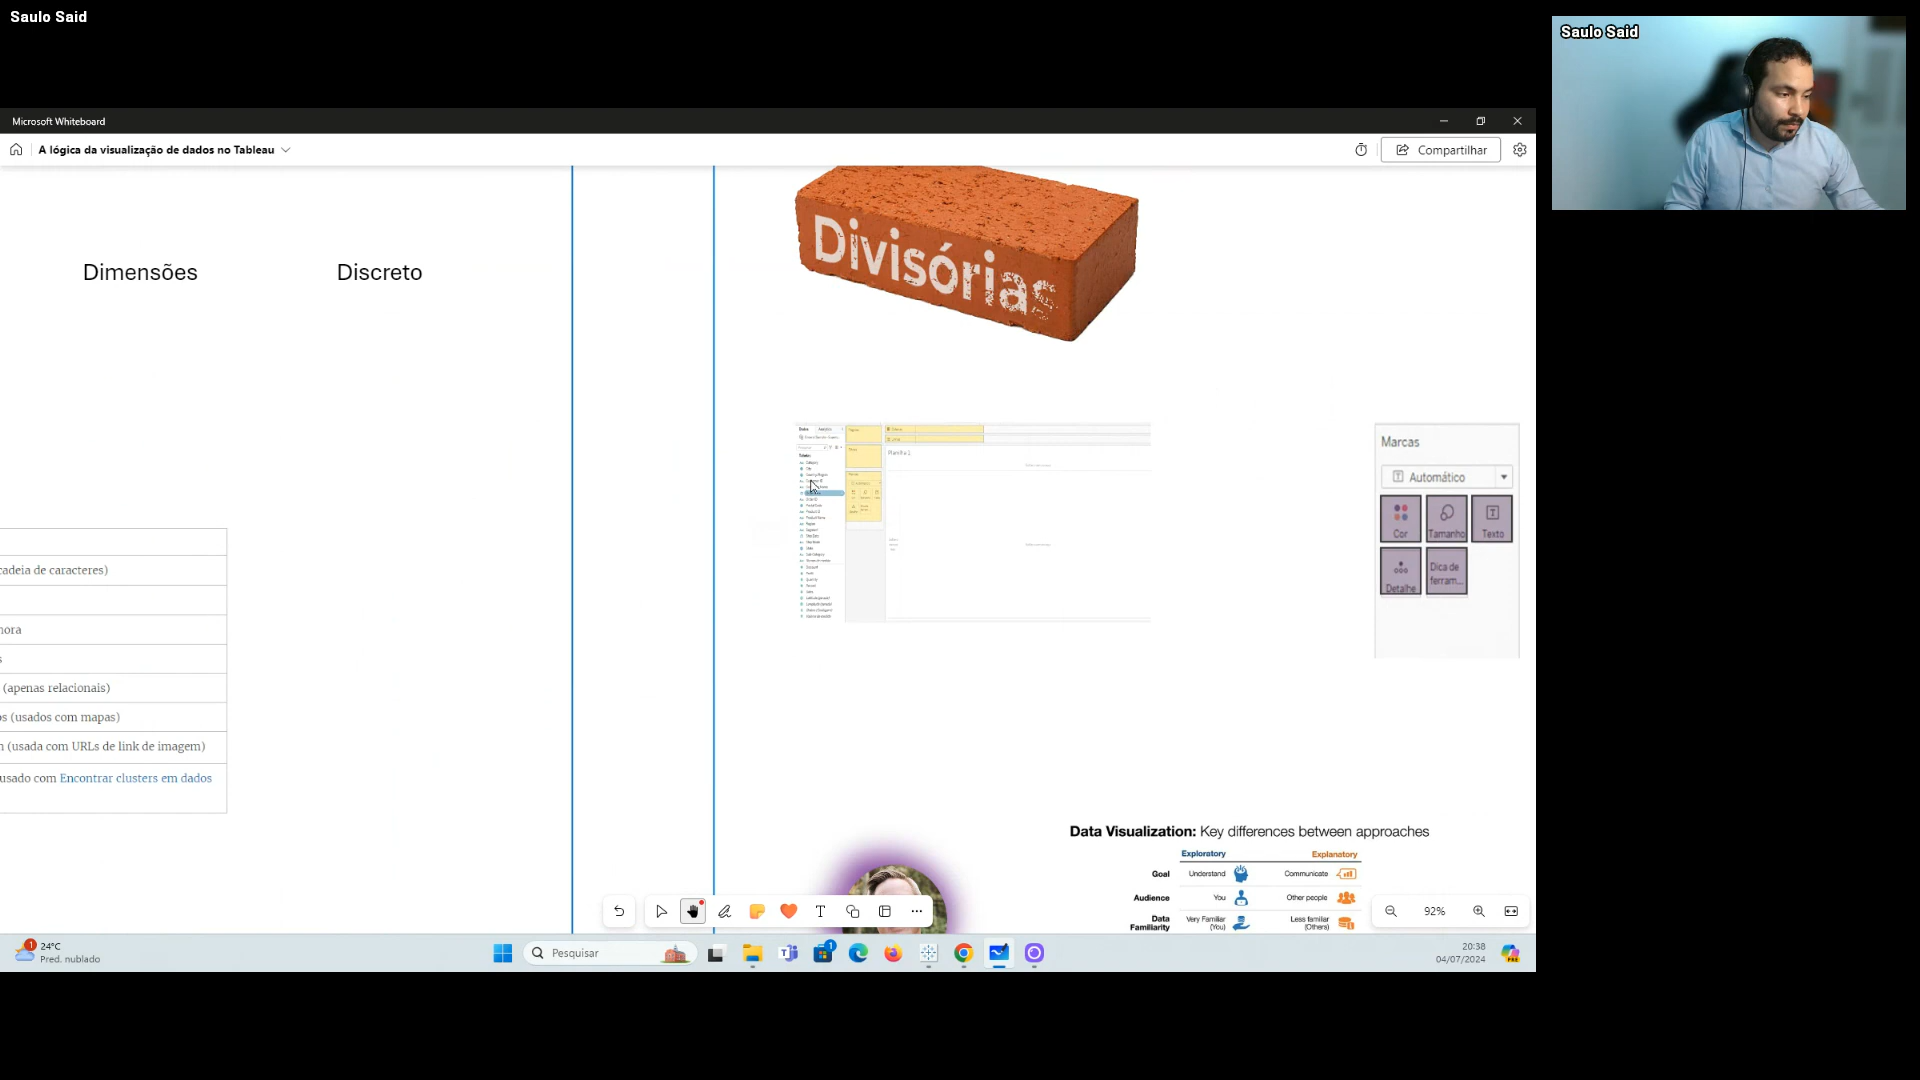 Saulo Said
Saulo Said
Microsoft Whiteboard
A lógica da visualização de dados no Tableau
Compartilhar
Divisórias
Dimensões
Discreto
Marcas
Automático
Cor
Tamanho
Texto
Detalhe
Dica de
ferram...
Planilha 1
cadeia de caracteres)
hora
s
(apenas relacionais)
os (usados com mapas)
(usada com URLs de link de imagem)
usado com Encontrar clusters em dados
Data Visualization: Key differences between approaches
Exploratory
Explanatory
Goal
Understand
Communicate
Audience
You
Other people
Data
Familiarity
Very Familiar
(You)
Less familiar
(Others)
92%
24°C
Pred. nublado
Pesquisar
20:38
04/07/2024